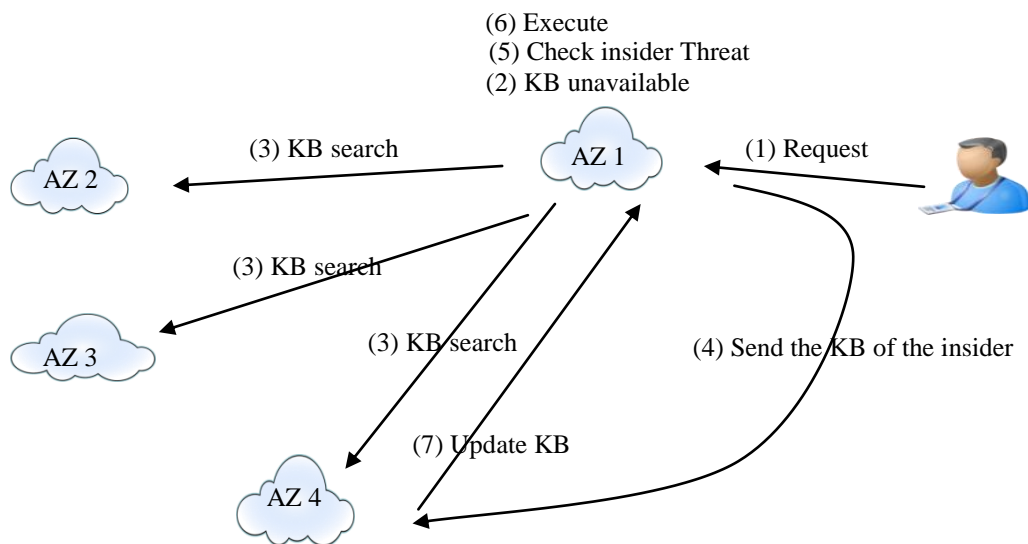 (6) Execute
(5) Check insider Threat
(2) KB unavailable
(3) KB search
AZ 1
(1) Request
AZ 2
(3) KB search
AZ 3
(3) KB search
(4) Send the KB of the insider
(7) Update KB
AZ 4